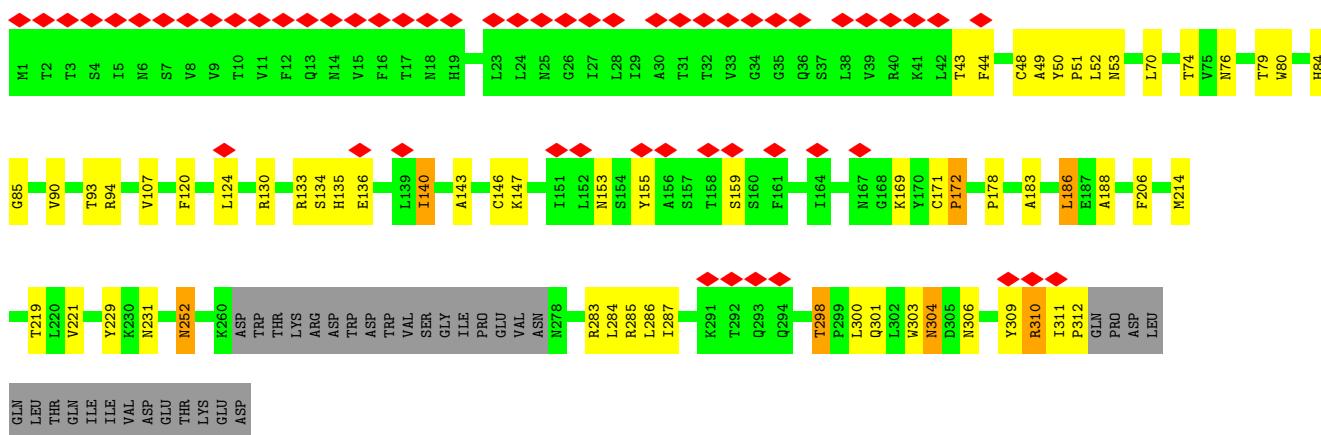 M1 T2 T3 S4 I5 N6 S7 V8 V9 T10 V11 F12 Q13 N14 V15 F16 T17 N18 H19 L23 L24 N25 G26 I27 L28 I29 A30 T31 T32 V33 G34 G35 Q36 S37 L38 V39 R40 K41 L42 T43 F44 C48 A49 Y50 P51 L52 N53 L70 T74 V75 N76 T79 W80 H84
G85 V90 T93 R94 V107 F120 L124 R130 R133 S134 H135 E136 L139 I140 A143 C146 K147 I151 L152 N153 S154 Y155 A156 S157 T158 S159 S160 F161 I164 N167 G168 K169 Y170 C171 P172 P178 A183 L186 E187 A188 F206 M214
T219 L220 V221 Y229 K230 N231 N252 K260 ASP TRP THR LYS ARG ASP TRP ASP TRP VAL SER GLY ILE PRO GLU VAL ASN N278 R283 L284 R285 L286 I287 K291 T292 Q293 Q294 T298 P299 L300 Q301 L302 W303 N304 D305 N306 Y309 R310 I311 P312 GLN PRO ASP LEU
GLN LEU THR GLN ILE ILE VAL ASP GLU THR LYS GLU ASP